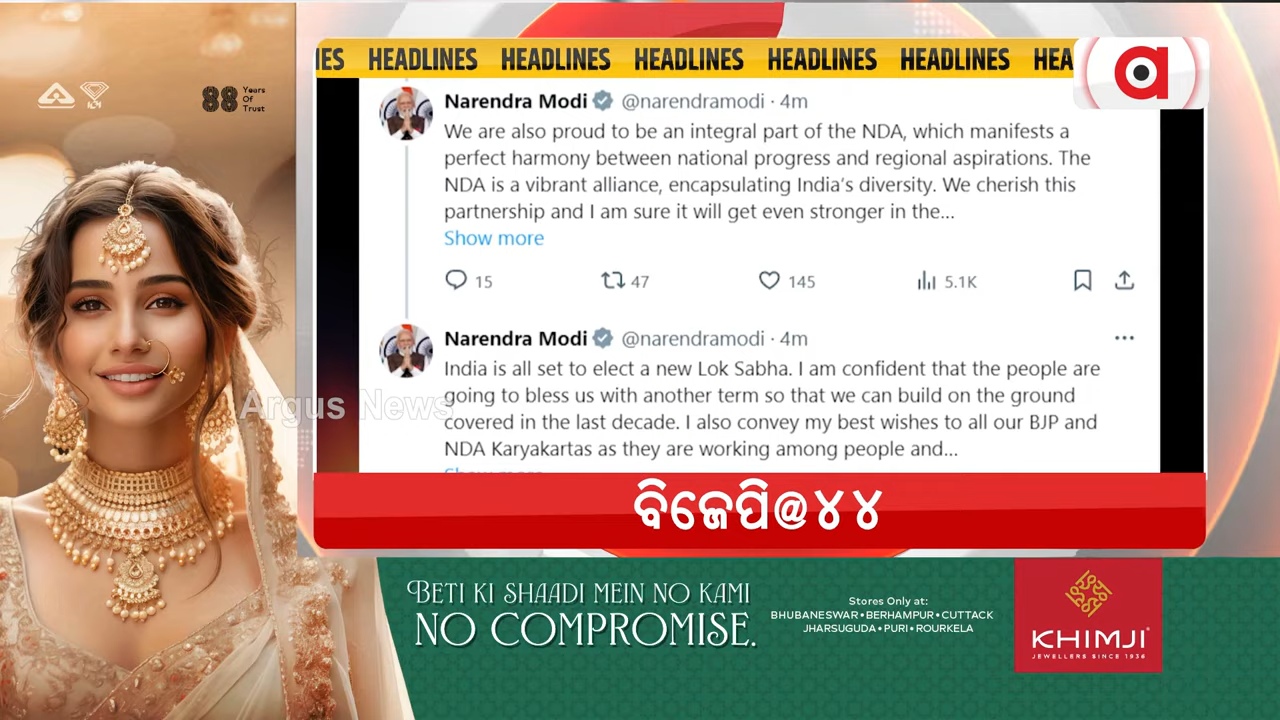 IES HEADLINES HEADLINES HEADLINES HEADLINES HEADLINES HEA
a
88 Years
Of
Trust
Narendra Modi @narendramodi · 4m
We are also proud to be an integral part of the NDA, which manifests a
perfect harmony between national progress and regional aspirations. The
NDA is a vibrant alliance, encapsulating India's diversity. We cherish this
partnership and I am sure it will get even stronger in the...
Show more
15 47 145 5.1K
Narendra Modi @narendramodi · 4m
India is all set to elect a new Lok Sabha. I am confident that the people are
going to bless us with another term so that we can build on the ground
covered in the last decade. I also convey my best wishes to all our BJP and
NDA Karyakartas as they are working among people and...
Show more
Argus News
ବିଜେପି@୪୪
BETI KI SHAADI MEIN NO KAMI
NO COMPROMISE.
Stores Only at:
BHUBANESWAR • BERHAMPUR • CUTTACK
JHARSUGUDA • PURI • ROURKELA
KHIMJI
JEWELLERS SINCE 1936